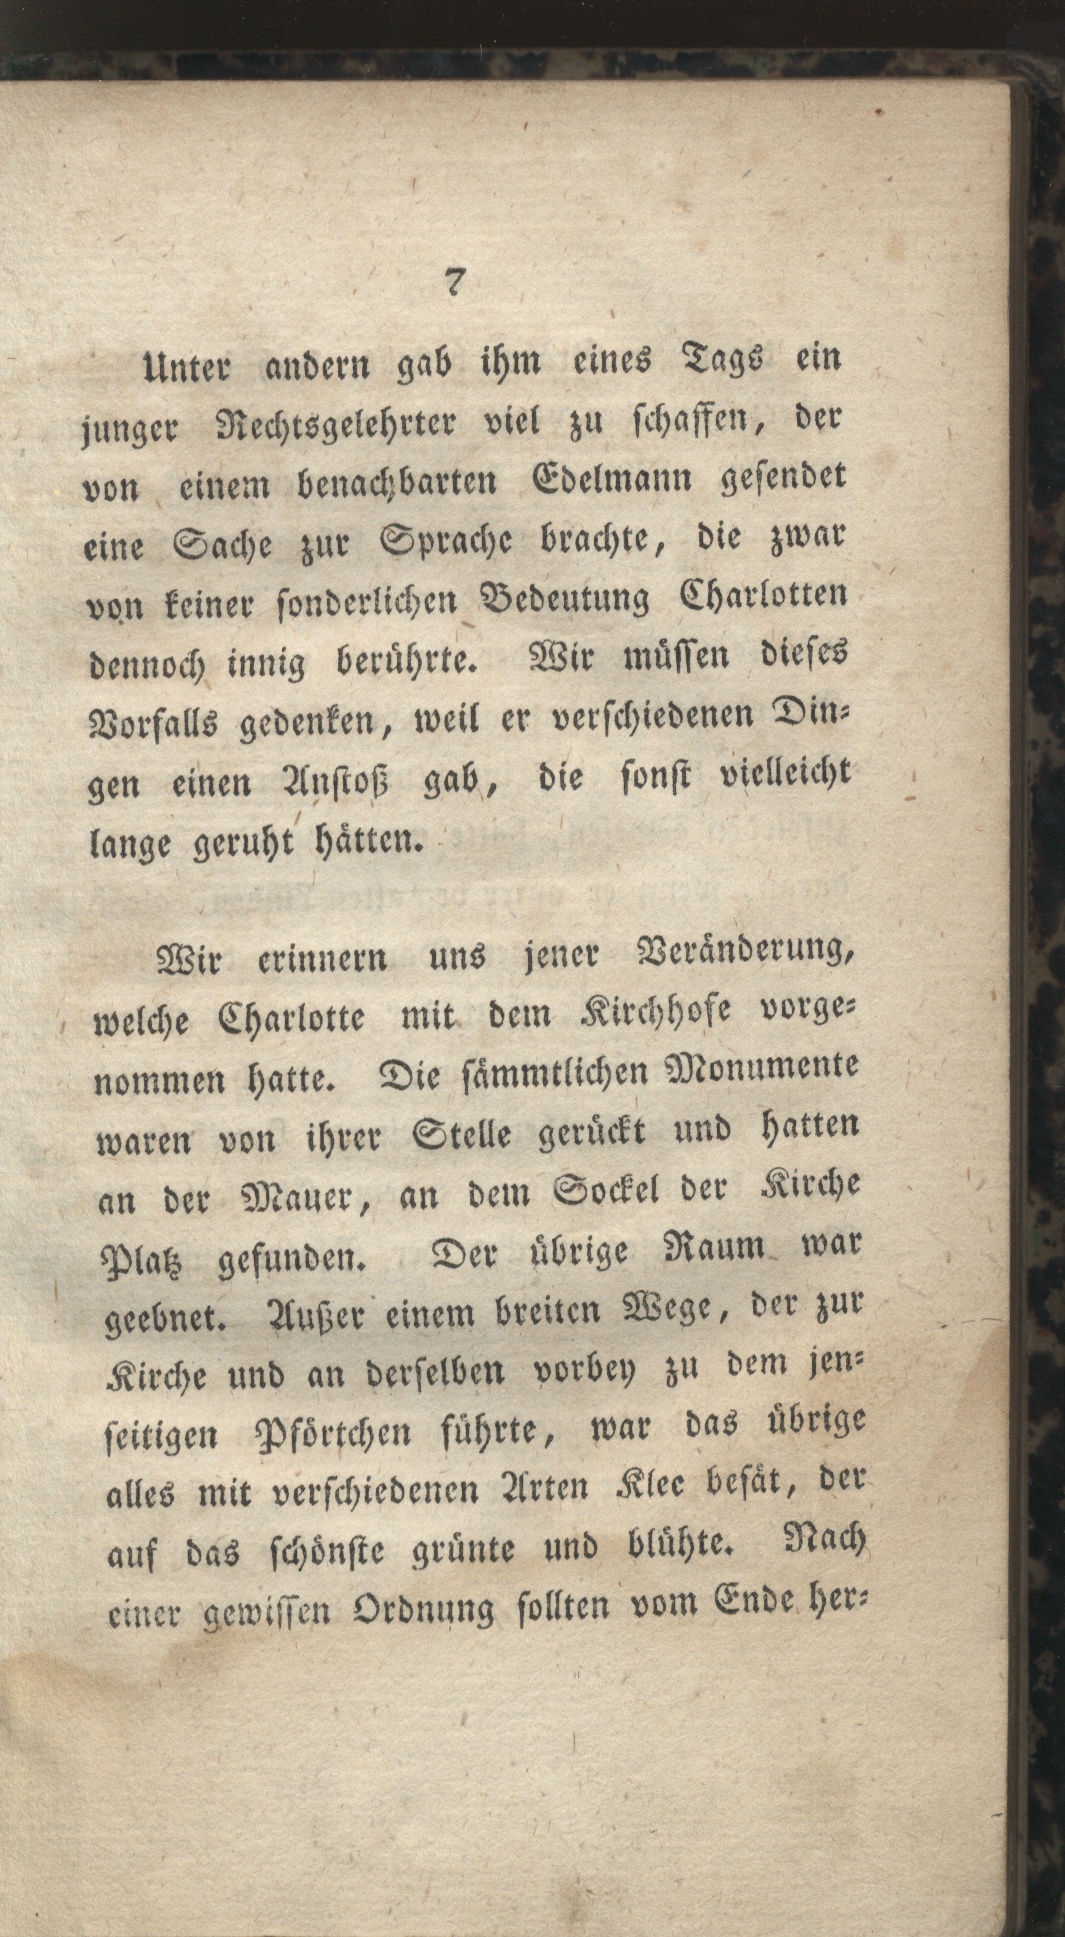 7
Unter andern gab ihm eines Tags ein
junger Rechtsgelehrter viel zu schaffen, der
von einem benachbarten Edelmann gesendet
eine Sache zur Sprache brachte, die zwar
von keiner sonderlichen Bedeutung Charlotten
dennoch innig berührte. Wir müssen dieses
Vorfalls gedenken, weil er verschiedenen Din-
gen einen Anstoß gab, die sonst vielleicht
lange geruht hätten.
Wir erinnern uns jener Veränderung,
welche Charlotte mit dem Kirchhofe vorge-
nommen hatte. Die sämmtlichen Monumente
waren von ihrer Stelle gerückt und hatten
an der Mauer, an dem Sockel der Kirche
Platz gefunden. Der übrige Raum war
geebnet. Außer einem breiten Wege, der zur
Kirche und an derselben vorbey zu dem jen-
seitigen Pförtchen führte, war das übrige
alles mit verschiedenen Arten Klee besät, der
auf das schönste grünte und blühte. Nach
einer gewissen Ordnung sollten vom Ende her-